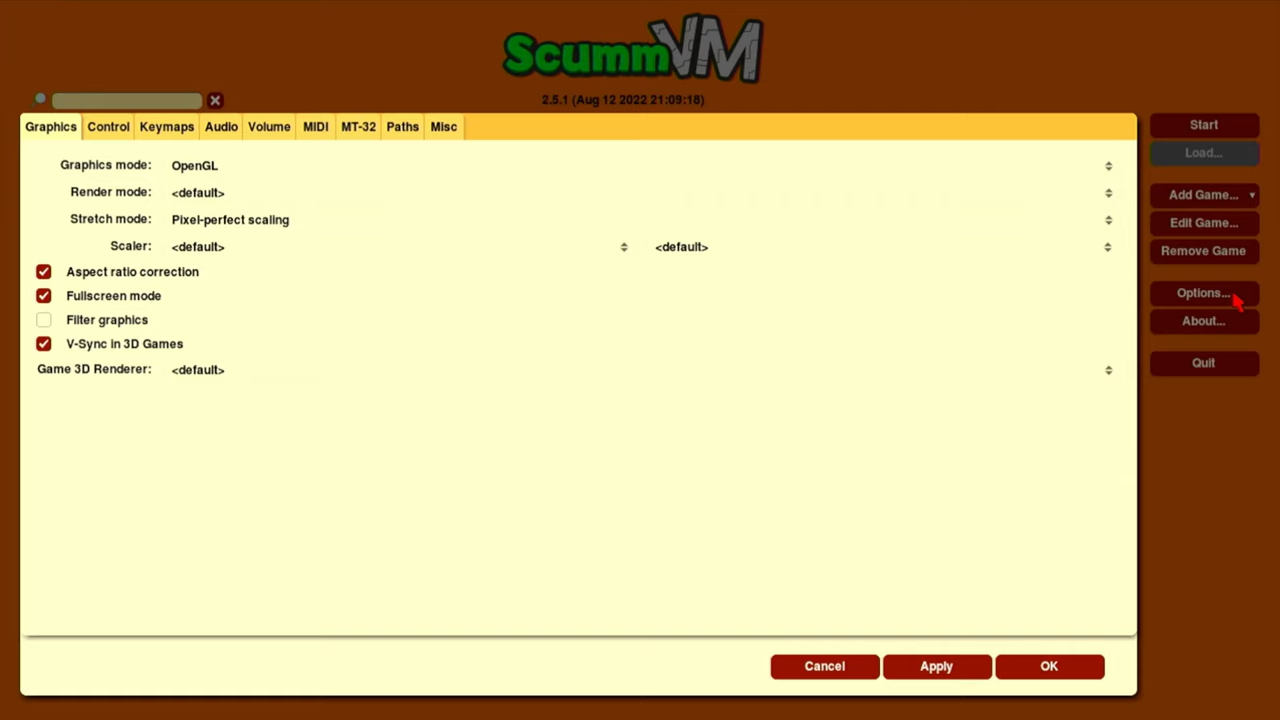 ScummVM
2.5.1 (Aug 12 2022 21:09:18)
Graphics Control Keymaps Audio Volume MIDI MT-32 Paths Misc
Graphics mode: OpenGL
Render mode: <default>
Stretch mode: Pixel-perfect scaling
Scaler: <default> <default>
Aspect ratio correction
Fullscreen mode
Filter graphics
V-Sync in 3D Games
Game 3D Renderer: <default>
Cancel Apply OK
Start
Load...
Add Game...
Edit Game...
Remove Game
Options...
About...
Quit